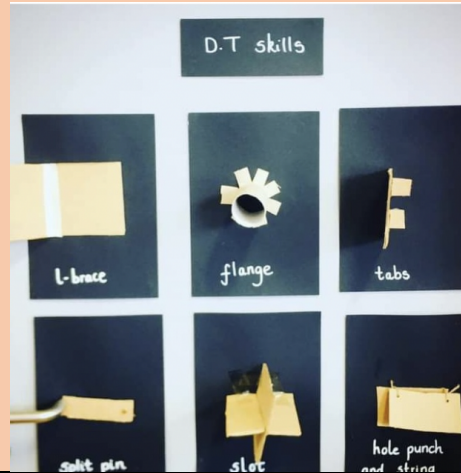 D.T skills
l-brace
flange
tabs
split pin
slot
hole punch
and string